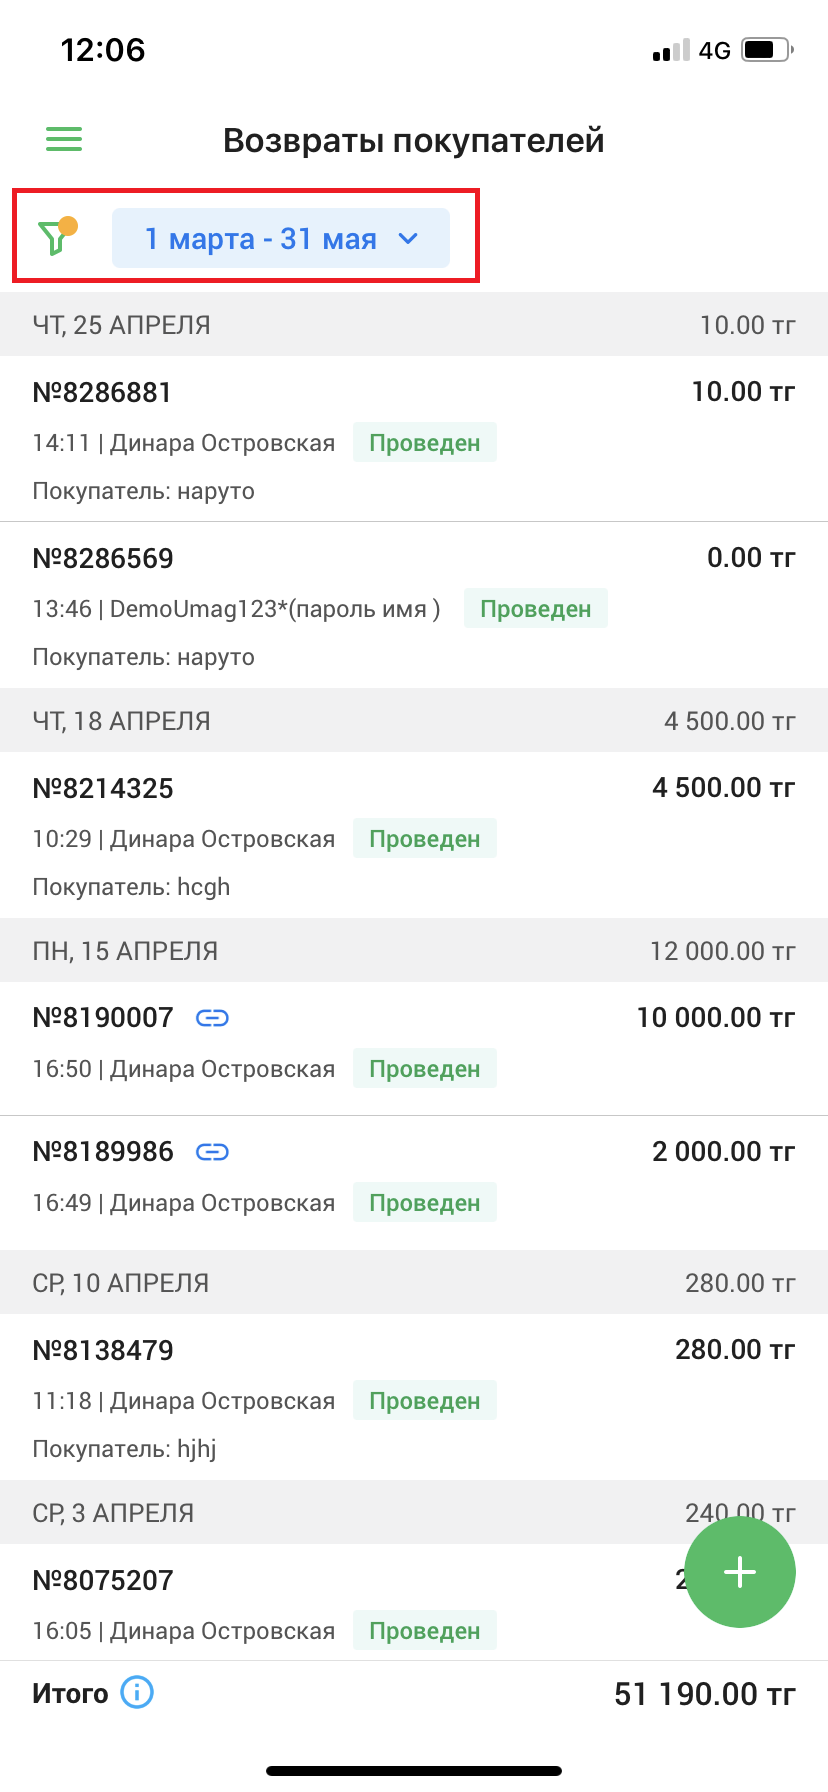 12:06
4G
Возвраты покупателей
1 марта - 31 мая
ЧТ, 25 АПРЕЛЯ 10.00 тг
№8286881 10.00 тг
14:11 | Динара Островская Проведен
Покупатель: наруто
№8286569 0.00 тг
13:46 | DemoUmag123*(пароль имя ) Проведен
Покупатель: наруто
ЧТ, 18 АПРЕЛЯ 4 500.00 тг
№8214325 4 500.00 тг
10:29 | Динара Островская Проведен
Покупатель: hcgh
ПН, 15 АПРЕЛЯ 12 000.00 тг
№8190007 10 000.00 тг
16:50 | Динара Островская Проведен
№8189986 2 000.00 тг
16:49 | Динара Островская Проведен
СР, 10 АПРЕЛЯ 280.00 тг
№8138479 280.00 тг
11:18 | Динара Островская Проведен
Покупатель: hjhj
СР, 3 АПРЕЛЯ 240.00 тг
№8075207
16:05 | Динара Островская Проведен
Итого 51 190.00 тг